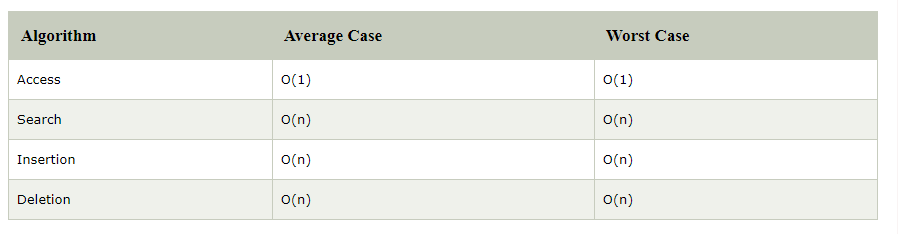 Algorithm Average Case Worst Case
Access O(1) O(1)
Search O(n) O(n)
Insertion O(n) O(n)
Deletion O(n) O(n)